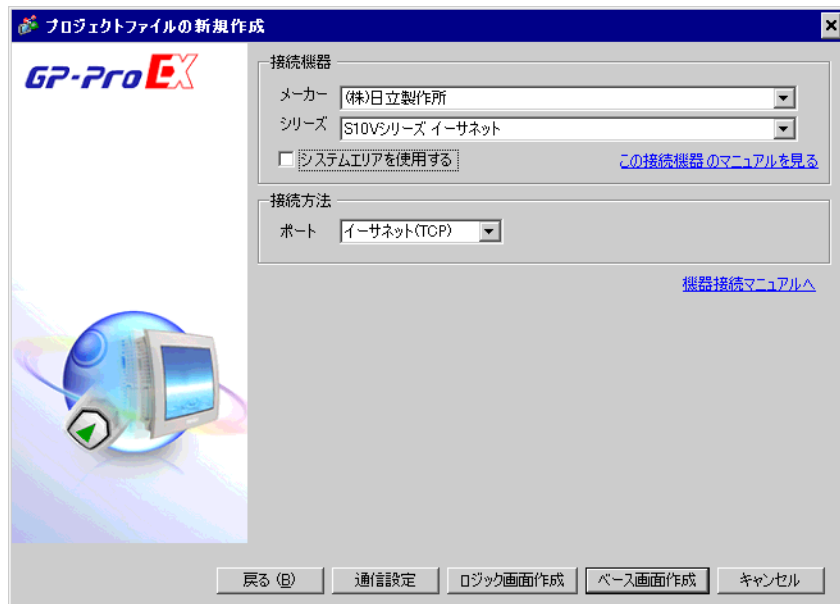 プロジェクトファイルの新規作成
GP-Pro EX
接続機器
メーカー (株)日立製作所
シリーズ S10Vシリーズ イーサネット
システムエリアを使用する この接続機器のマニュアルを見る
接続方法
ポート イーサネット(TCP)
機器接続マニュアルへ
戻る (B) 通信設定 ロジック画面作成 ベース画面作成 キャンセル